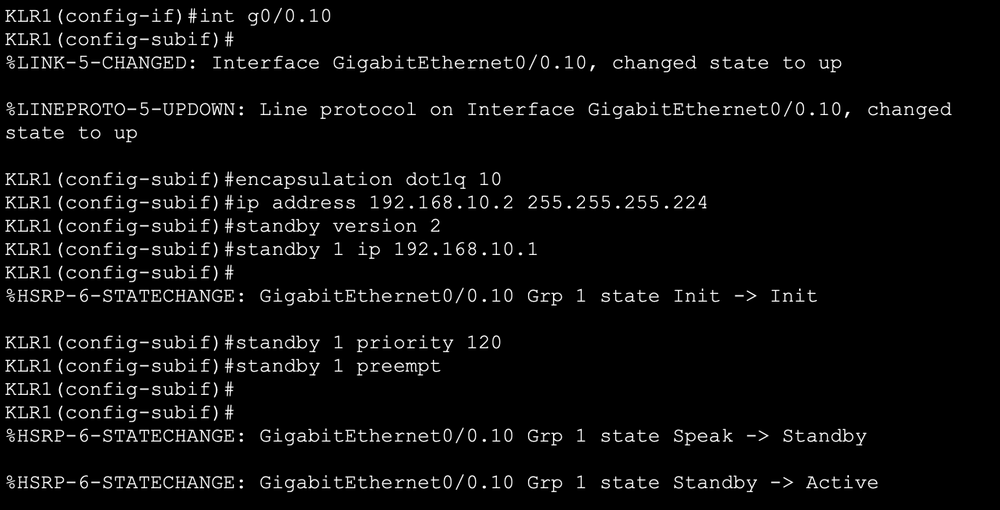 KLR1(config-if)#int g0/0.10
KLR1(config-subif)#
%LINK-5-CHANGED: Interface GigabitEthernet0/0.10, changed state to up
%LINEPROTO-5-UPDOWN: Line protocol on Interface GigabitEthernet0/0.10, changed
state to up
KLR1(config-subif)#encapsulation dot1q 10
KLR1(config-subif)#ip address 192.168.10.2 255.255.255.224
KLR1(config-subif)#standby version 2
KLR1(config-subif)#standby 1 ip 192.168.10.1
KLR1(config-subif)#
%HSRP-6-STATECHANGE: GigabitEthernet0/0.10 Grp 1 state Init -> Init
KLR1(config-subif)#standby 1 priority 120
KLR1(config-subif)#standby 1 preempt
KLR1(config-subif)#
KLR1(config-subif)#
%HSRP-6-STATECHANGE: GigabitEthernet0/0.10 Grp 1 state Speak -> Standby
%HSRP-6-STATECHANGE: GigabitEthernet0/0.10 Grp 1 state Standby -> Active